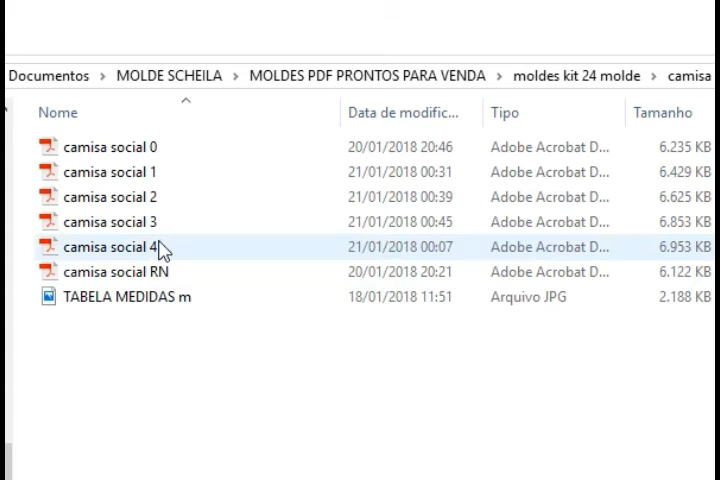 Documentos > MOLDE SCHEILA > MOLDES PDF PRONTOS PARA VENDA > moldes kit 24 molde > camisa
Nome Data de modific... Tipo Tamanho
camisa social 0 20/01/2018 20:46 Adobe Acrobat D... 6.235 KB
camisa social 1 21/01/2018 00:31 Adobe Acrobat D... 6.429 KB
camisa social 2 21/01/2018 00:39 Adobe Acrobat D... 6.625 KB
camisa social 3 21/01/2018 00:45 Adobe Acrobat D... 6.853 KB
camisa social 4 21/01/2018 00:07 Adobe Acrobat D... 6.953 KB
camisa social RN 20/01/2018 20:21 Adobe Acrobat D... 6.122 KB
TABELA MEDIDAS m 18/01/2018 11:51 Arquivo JPG 2.188 KB